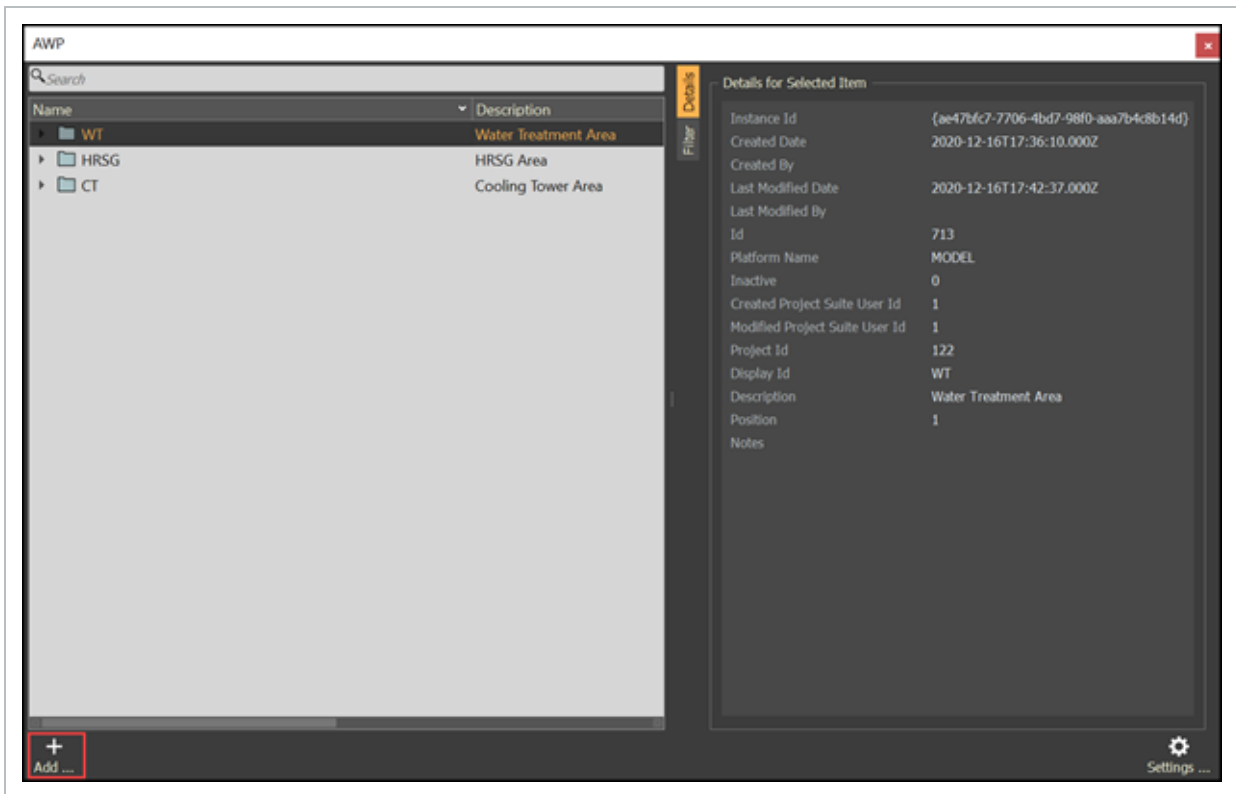 AWP
Search
Details
Filter
Name Description
WT Water Treatment Area
HRSG HRSG Area
CT Cooling Tower Area
Details for Selected Item
Instance Id {ae47bfc7-7706-4bd7-98f0-aaa7b4c8b14d}
Created Date 2020-12-16T17:36:10.000Z
Created By
Last Modified Date 2020-12-16T17:42:37.000Z
Last Modified By
Id 713
Platform Name MODEL
Inactive 0
Created Project Suite User Id 1
Modified Project Suite User Id 1
Project Id 122
Display Id WT
Description Water Treatment Area
Position 1
Notes
Add ...
Settings ...